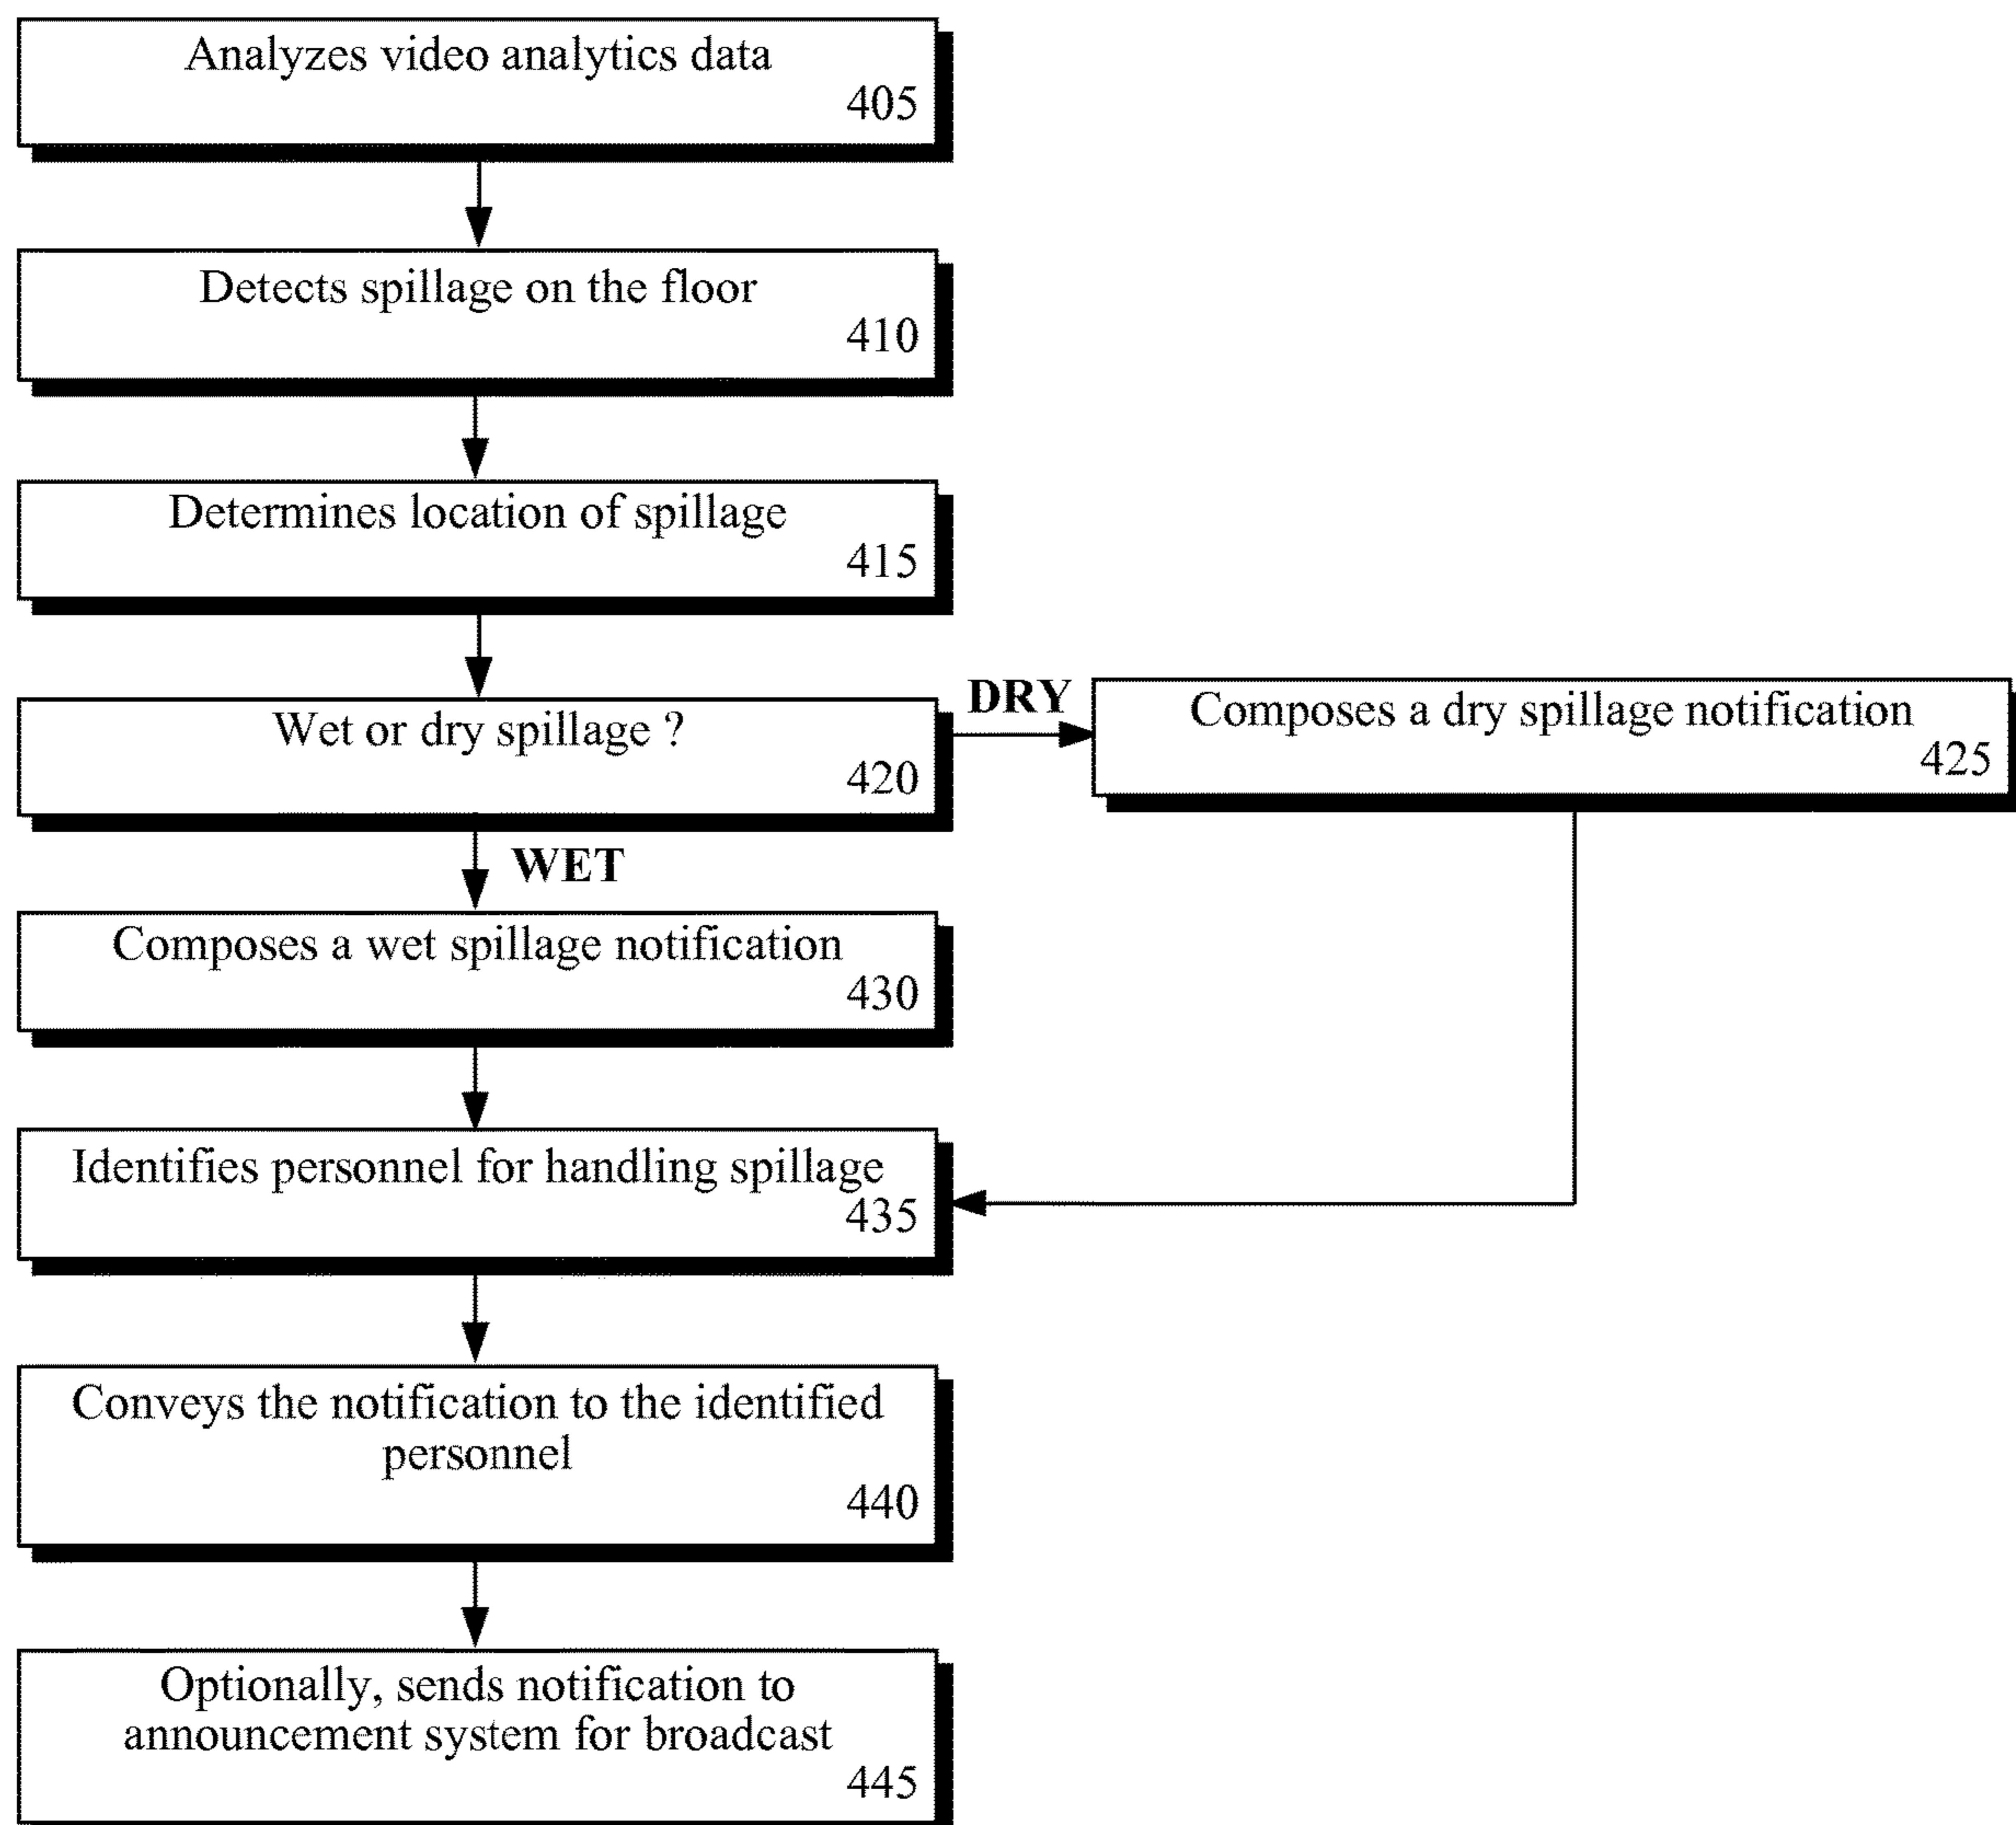 Analyzes video analytics data
405
Detects spillage on the floor
410
Determines location of spillage
415
Wet or dry spillage ?
420
DRY
Composes a dry spillage notification
425
WET
Composes a wet spillage notification
430
Identifies personnel for handling spillage
435
Conveys the notification to the identified
personnel
440
Optionally, sends notification to
announcement system for broadcast
445